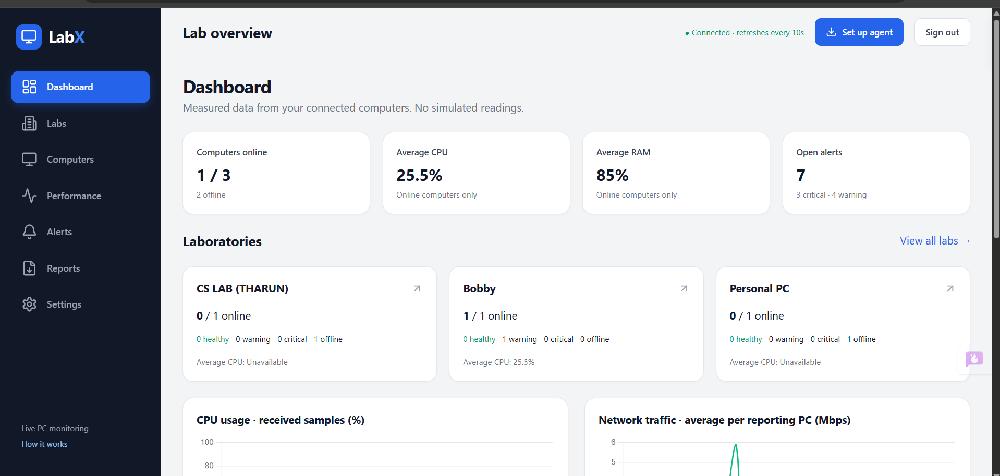 LabX
Lab overview
● Connected · refreshes every 10s
Set up agent
Sign out
Dashboard
Labs
Computers
Performance
Alerts
Reports
Settings
Live PC monitoring
How it works
Dashboard
Measured data from your connected computers. No simulated readings.
Computers online
1 / 3
2 offline
Average CPU
25.5%
Online computers only
Average RAM
85%
Online computers only
Open alerts
7
3 critical · 4 warning
Laboratories
View all labs →
CS LAB (THARUN)
0 / 1 online
0 healthy 0 warning 0 critical 1 offline
Average CPU: Unavailable
Bobby
1 / 1 online
0 healthy 1 warning 0 critical 0 offline
Average CPU: 25.5%
Personal PC
0 / 1 online
0 healthy 0 warning 0 critical 1 offline
Average CPU: Unavailable
CPU usage · received samples (%)
100
80
Network traffic · average per reporting PC (Mbps)
6
5